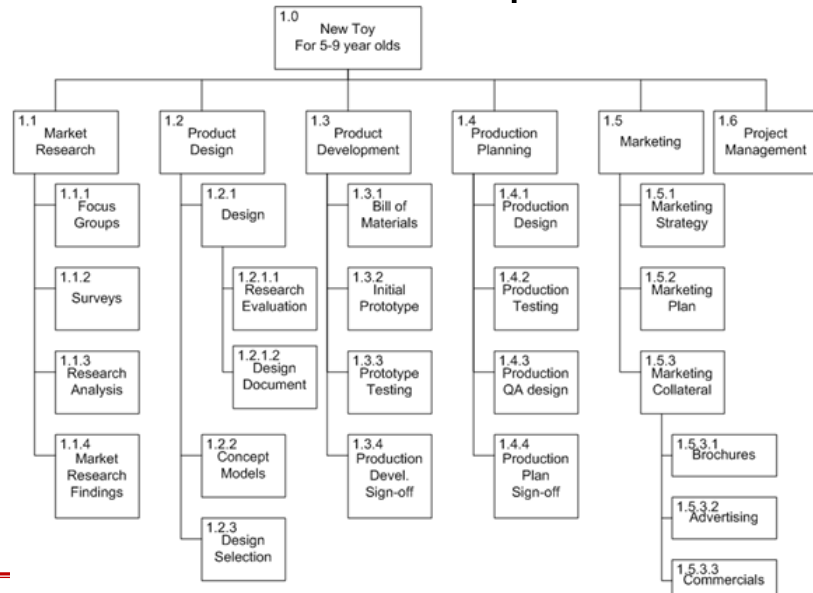 1.0
New Toy
For 5-9 year olds
1.1
Market
Research
1.2
Product
Design
1.3
Product
Development
1.4
Production
Planning
1.5
Marketing
1.6
Project
Management
1.1.1
Focus
Groups
1.1.2
Surveys
1.1.3
Research
Analysis
1.1.4
Market
Research
Findings
1.2.1
Design
1.2.1.1
Research
Evaluation
1.2.1.2
Design
Document
1.2.2
Concept
Models
1.2.3
Design
Selection
1.3.1
Bill of
Materials
1.3.2
Initial
Prototype
1.3.3
Prototype
Testing
1.3.4
Production
Devel.
Sign-off
1.4.1
Production
Design
1.4.2
Production
Testing
1.4.3
Production
QA design
1.4.4
Production
Plan
Sign-off
1.5.1
Marketing
Strategy
1.5.2
Marketing
Plan
1.5.3
Marketing
Collateral
1.5.3.1
Brochures
1.5.3.2
Advertising
1.5.3.3
Commercials